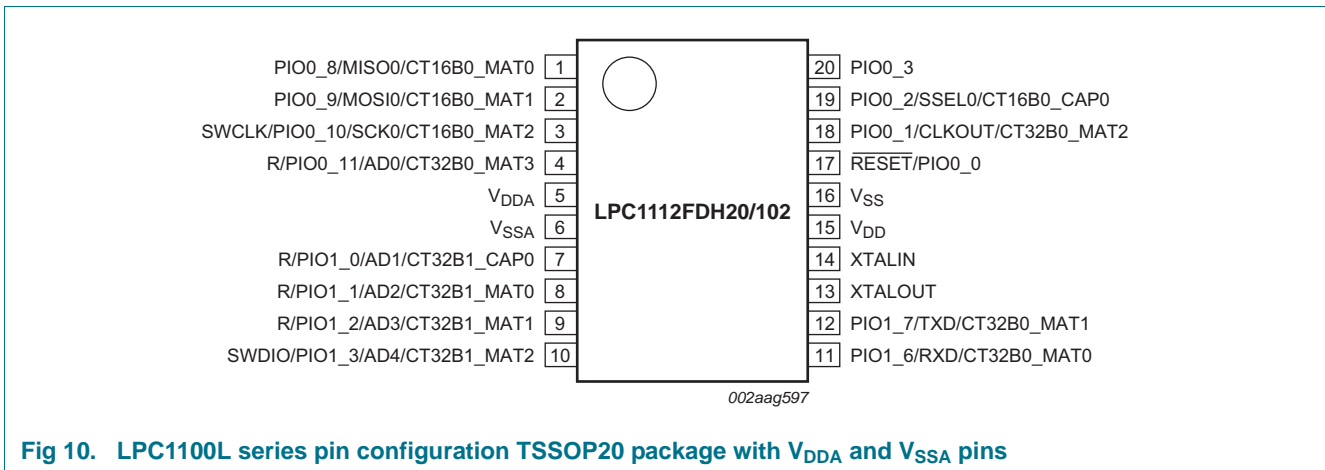 PIO0_8/MISO0/CT16B0_MAT0 1
PIO0_9/MOSI0/CT16B0_MAT1 2
SWCLK/PIO0_10/SCK0/CT16B0_MAT2 3
R/PIO0_11/AD0/CT32B0_MAT3 4
VDDA 5
VSSA 6
R/PIO1_0/AD1/CT32B1_CAP0 7
R/PIO1_1/AD2/CT32B1_MAT0 8
R/PIO1_2/AD3/CT32B1_MAT1 9
SWDIO/PIO1_3/AD4/CT32B1_MAT2 10
LPC1112FDH20/102
20 PIO0_3
19 PIO0_2/SSEL0/CT16B0_CAP0
18 PIO0_1/CLKOUT/CT32B0_MAT2
17 RESET/PIO0_0
16 VSS
15 VDD
14 XTALIN
13 XTALOUT
12 PIO1_7/TXD/CT32B0_MAT1
11 PIO1_6/RXD/CT32B0_MAT0
002aag597
Fig 10. LPC1100L series pin configuration TSSOP20 package with VDDA and VSSA pins